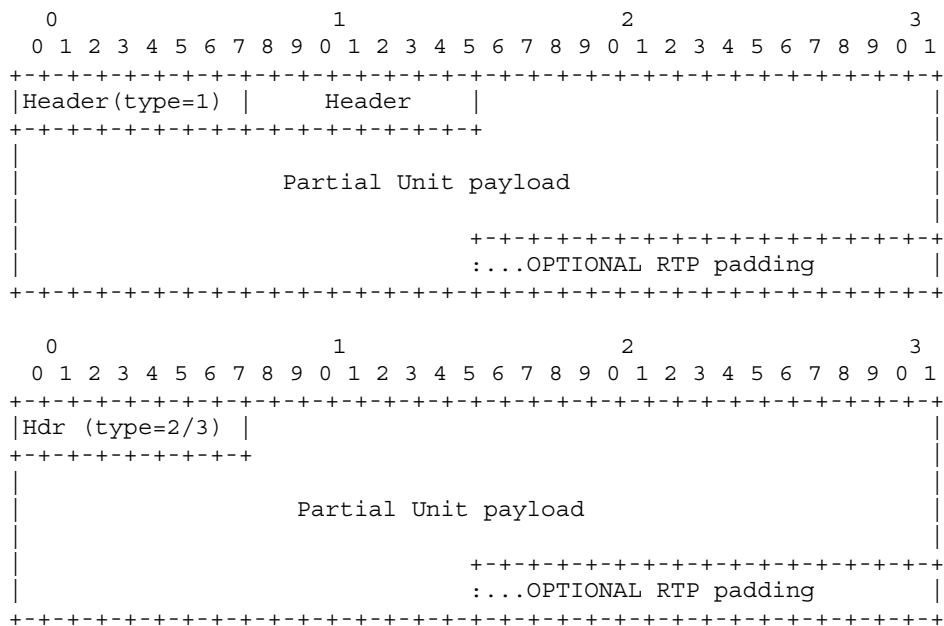 0                   1                   2                   3
 0 1 2 3 4 5 6 7 8 9 0 1 2 3 4 5 6 7 8 9 0 1 2 3 4 5 6 7 8 9 0 1
+-+-+-+-+-+-+-+-+-+-+-+-+-+-+-+-+-+-+-+-+-+-+-+-+-+-+-+-+-+-+-+-+
|Header(type=1) |     Header    |                               |
+-+-+-+-+-+-+-+-+-+-+-+-+-+-+-+-+                               |
|                                                               |
|                  Partial Unit payload                         |
|                                                               |
|                               +-+-+-+-+-+-+-+-+-+-+-+-+-+-+-+-+
|                               :...OPTIONAL RTP padding        |
+-+-+-+-+-+-+-+-+-+-+-+-+-+-+-+-+-+-+-+-+-+-+-+-+-+-+-+-+-+-+-+-+
 0                   1                   2                   3
 0 1 2 3 4 5 6 7 8 9 0 1 2 3 4 5 6 7 8 9 0 1 2 3 4 5 6 7 8 9 0 1
+-+-+-+-+-+-+-+-+-+-+-+-+-+-+-+-+-+-+-+-+-+-+-+-+-+-+-+-+-+-+-+-+
|Hdr (type=2/3) |                                               |
+-+-+-+-+-+-+-+-+                                               |
|                                                               |
|                   Partial Unit payload                        |
|                                                               |
|                               +-+-+-+-+-+-+-+-+-+-+-+-+-+-+-+-+
|                               :...OPTIONAL RTP padding        |
+-+-+-+-+-+-+-+-+-+-+-+-+-+-+-+-+-+-+-+-+-+-+-+-+-+-+-+-+-+-+-+-+